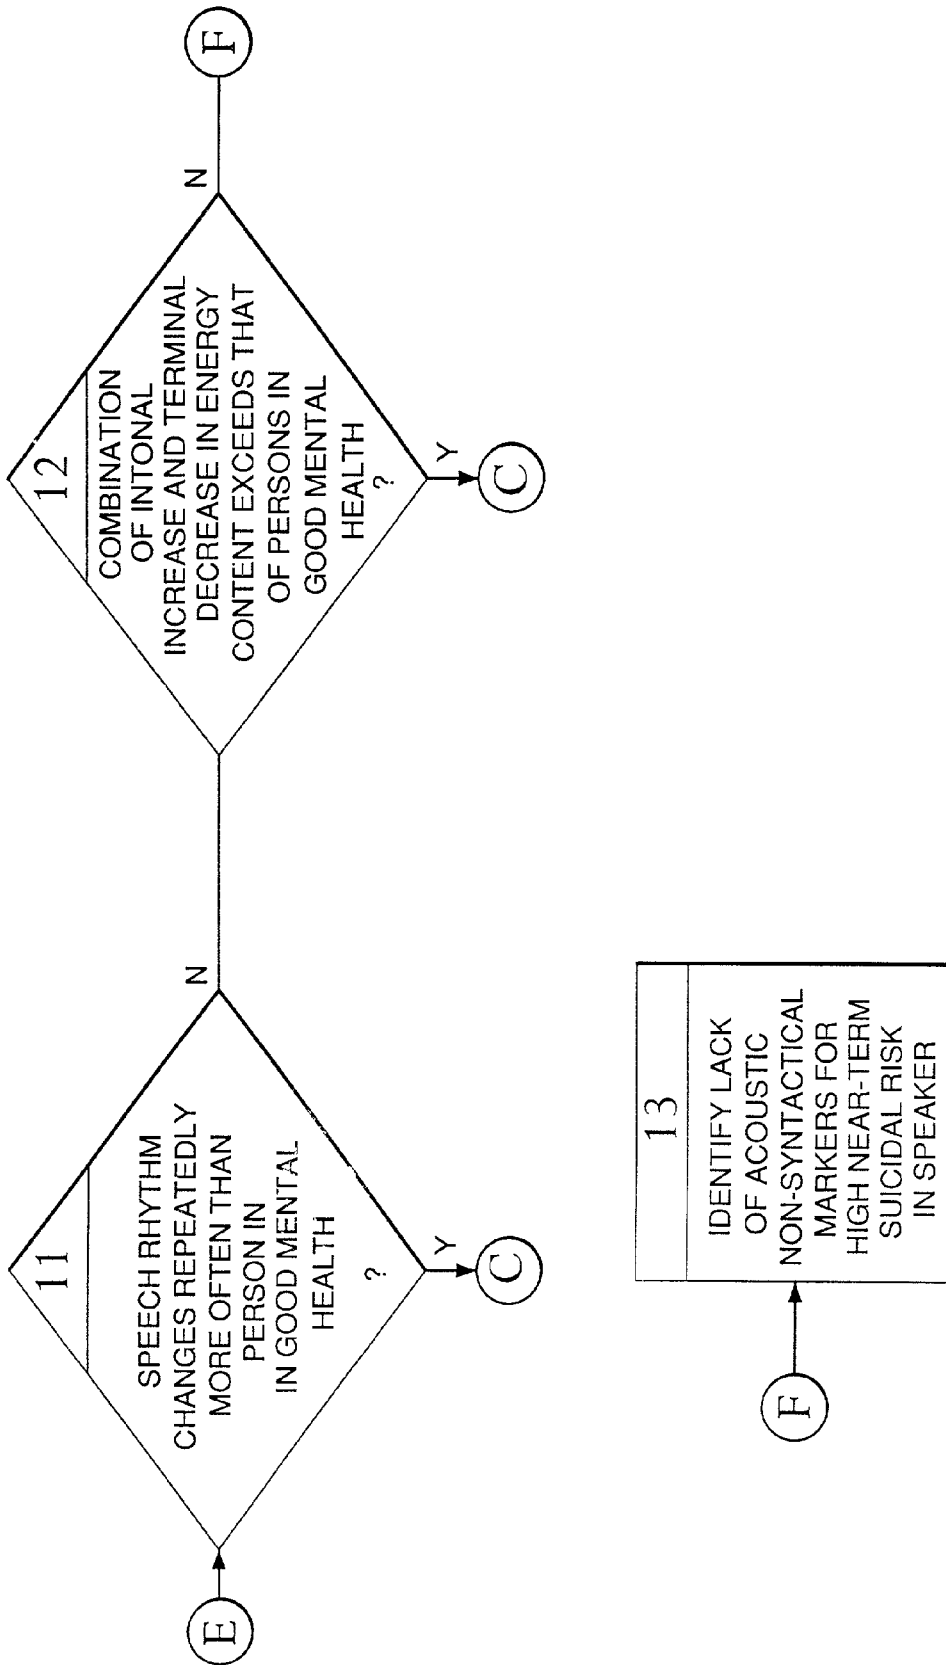 E
11
SPEECH RHYTHM
CHANGES REPEATEDLY
MORE OFTEN THAN
PERSON IN
IN GOOD MENTAL
HEALTH
?
N
Y
C
12
COMBINATION
OF INTONAL
INCREASE AND TERMINAL
DECREASE IN ENERGY
CONTENT EXCEEDS THAT
OF PERSONS IN
GOOD MENTAL
HEALTH
?
N
F
Y
C
F
13
IDENTIFY LACK
OF ACOUSTIC
NON-SYNTACTICAL
MARKERS FOR
HIGH NEAR-TERM
SUICIDAL RISK
IN SPEAKER